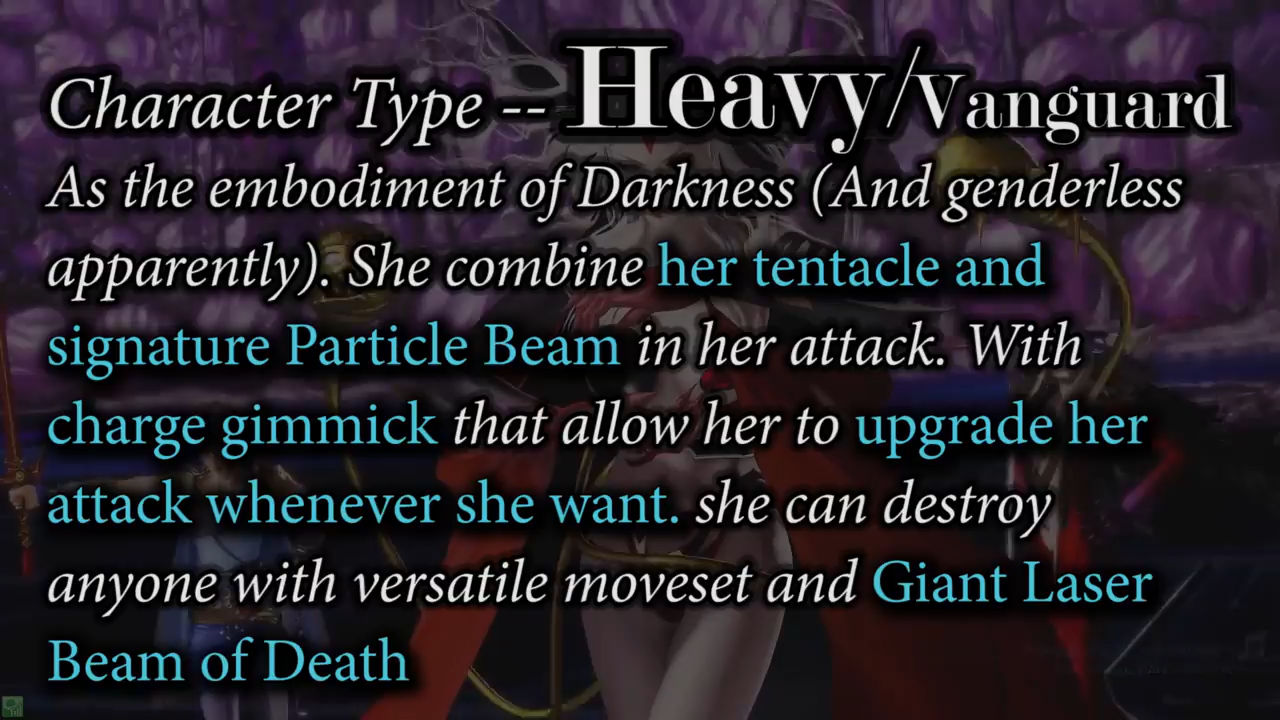 Character Type -- Heavy/Vanguard
As the embodiment of Darkness (And genderless
apparently). She combine her tentacle and
signature Particle Beam in her attack. With
charge gimmick that allow her to upgrade her
attack whenever she want. she can destroy
anyone with versatile moveset and Giant Laser
Beam of Death